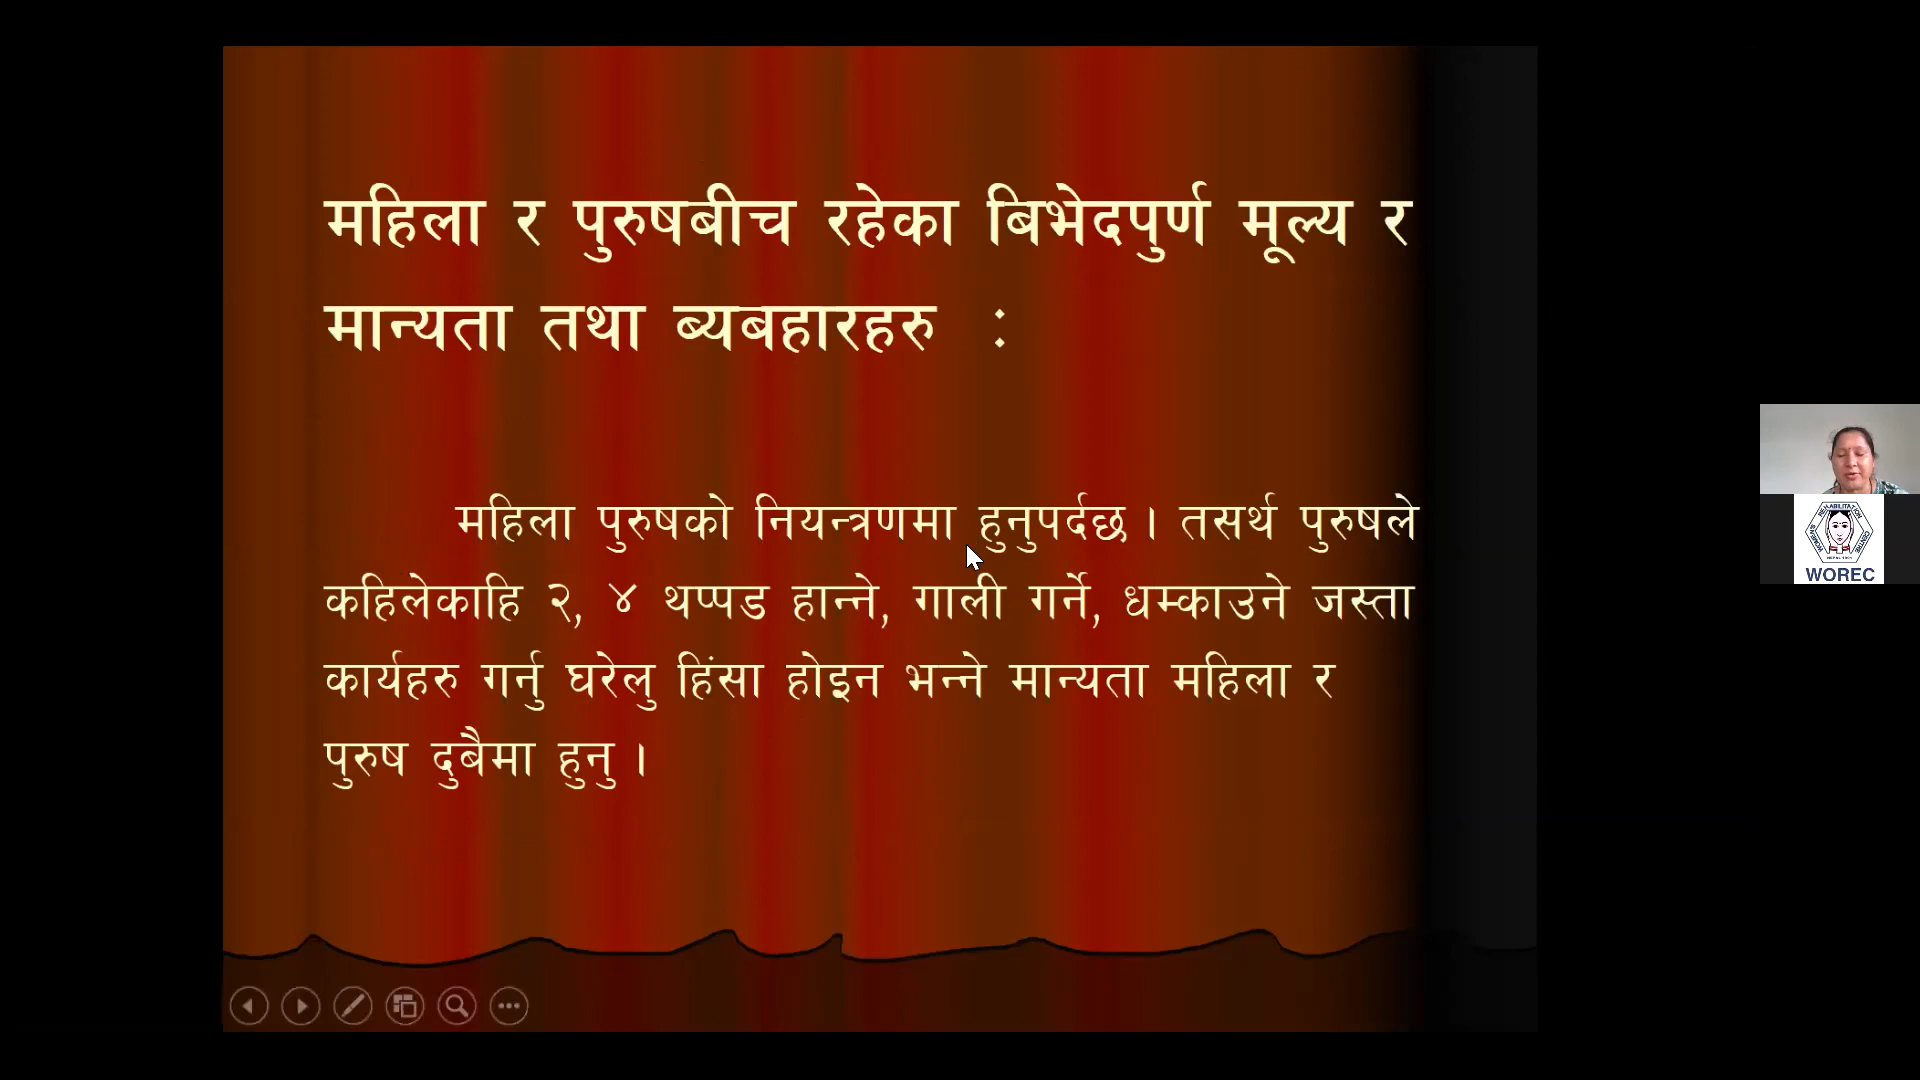 महिला र पुरुषबीच रहेका बिभेदपुर्ण मूल्य र
मान्यता तथा ब्यबहारहरु :
महिला पुरुषको नियन्त्रणमा हुनुपर्दछ । तसर्थ पुरुषले
कहिलेकाहि २, ४ थप्पड हान्ने, गाली गर्ने, धम्काउने जस्ता
कार्यहरु गर्नु घरेलु हिंसा होइन भन्ने मान्यता महिला र
पुरुष दुबैमा हुनु ।
WOREC